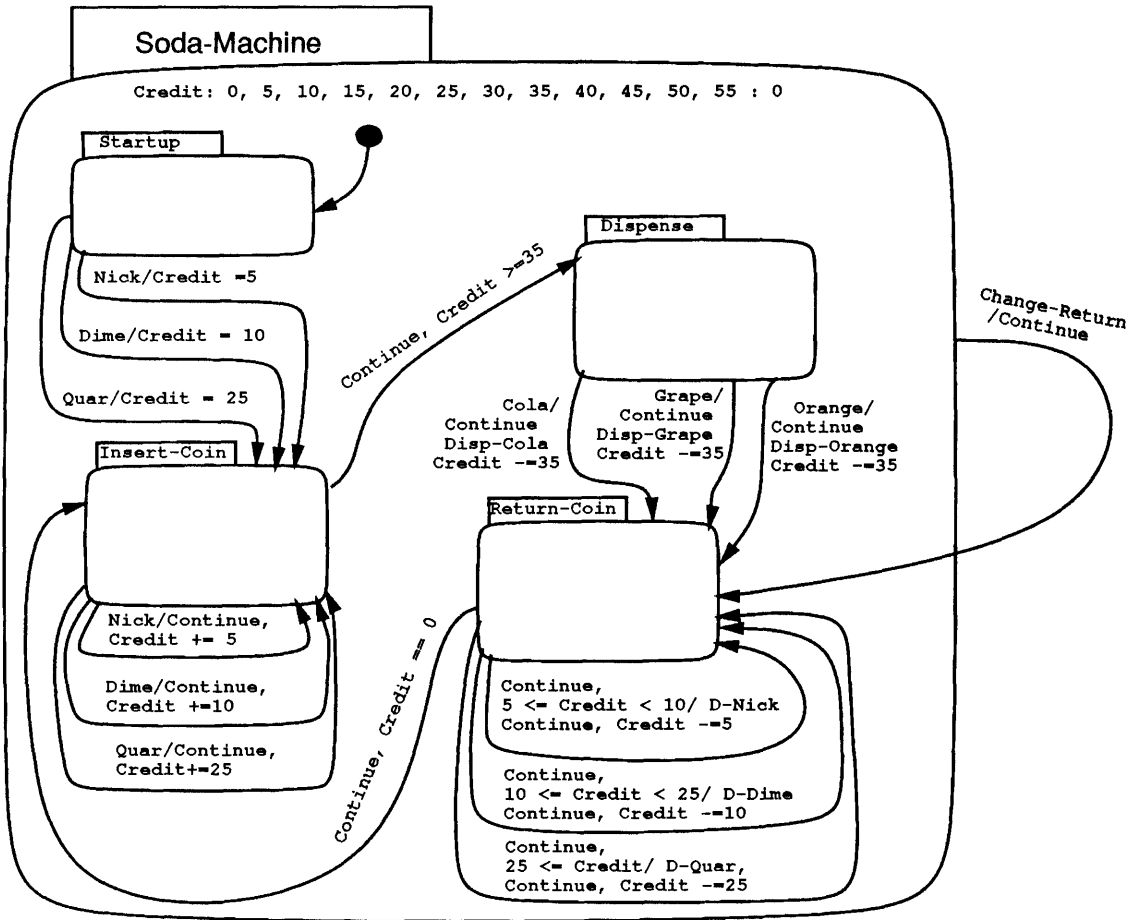 Soda-Machine
Credit: 0, 5, 10, 15, 20, 25, 30, 35, 40, 45, 50, 55 : 0
Startup
Nick/Credit =5
Dime/Credit = 10
Quar/Credit = 25
Insert-Coin
Nick/Continue,
Credit += 5
Dime/Continue,
Credit +=10
Quar/Continue,
Credit+=25
Continue, Credit >=35
Dispense
Cola/
Continue
Disp-Cola
Credit -=35
Grape/
Continue
Disp-Grape
Credit -=35
Orange/
Continue
Disp-Orange
Credit -=35
Change-Return
/Continue
Return-Coin
Continue, Credit == 0
Continue,
5 <= Credit < 10/ D-Nick
Continue, Credit -=5
Continue,
10 <= Credit < 25/ D-Dime
Continue, Credit -=10
Continue,
25 <= Credit/ D-Quar,
Continue, Credit -=25